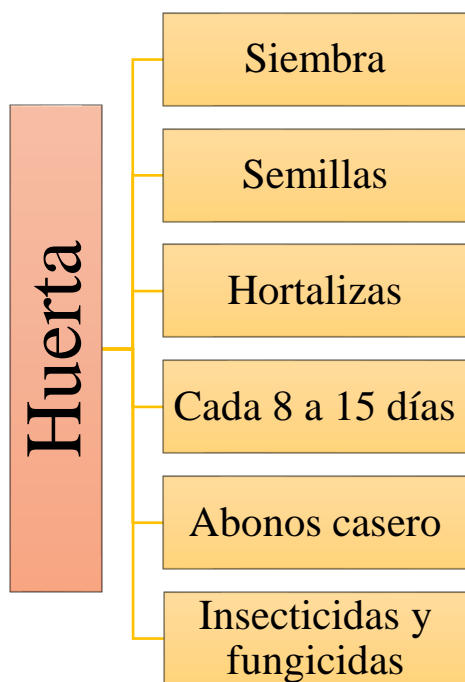 Huerta
Siembra
Semillas
Hortalizas
Cada 8 a 15 días
Abonos casero
Insecticidas y
fungicidas